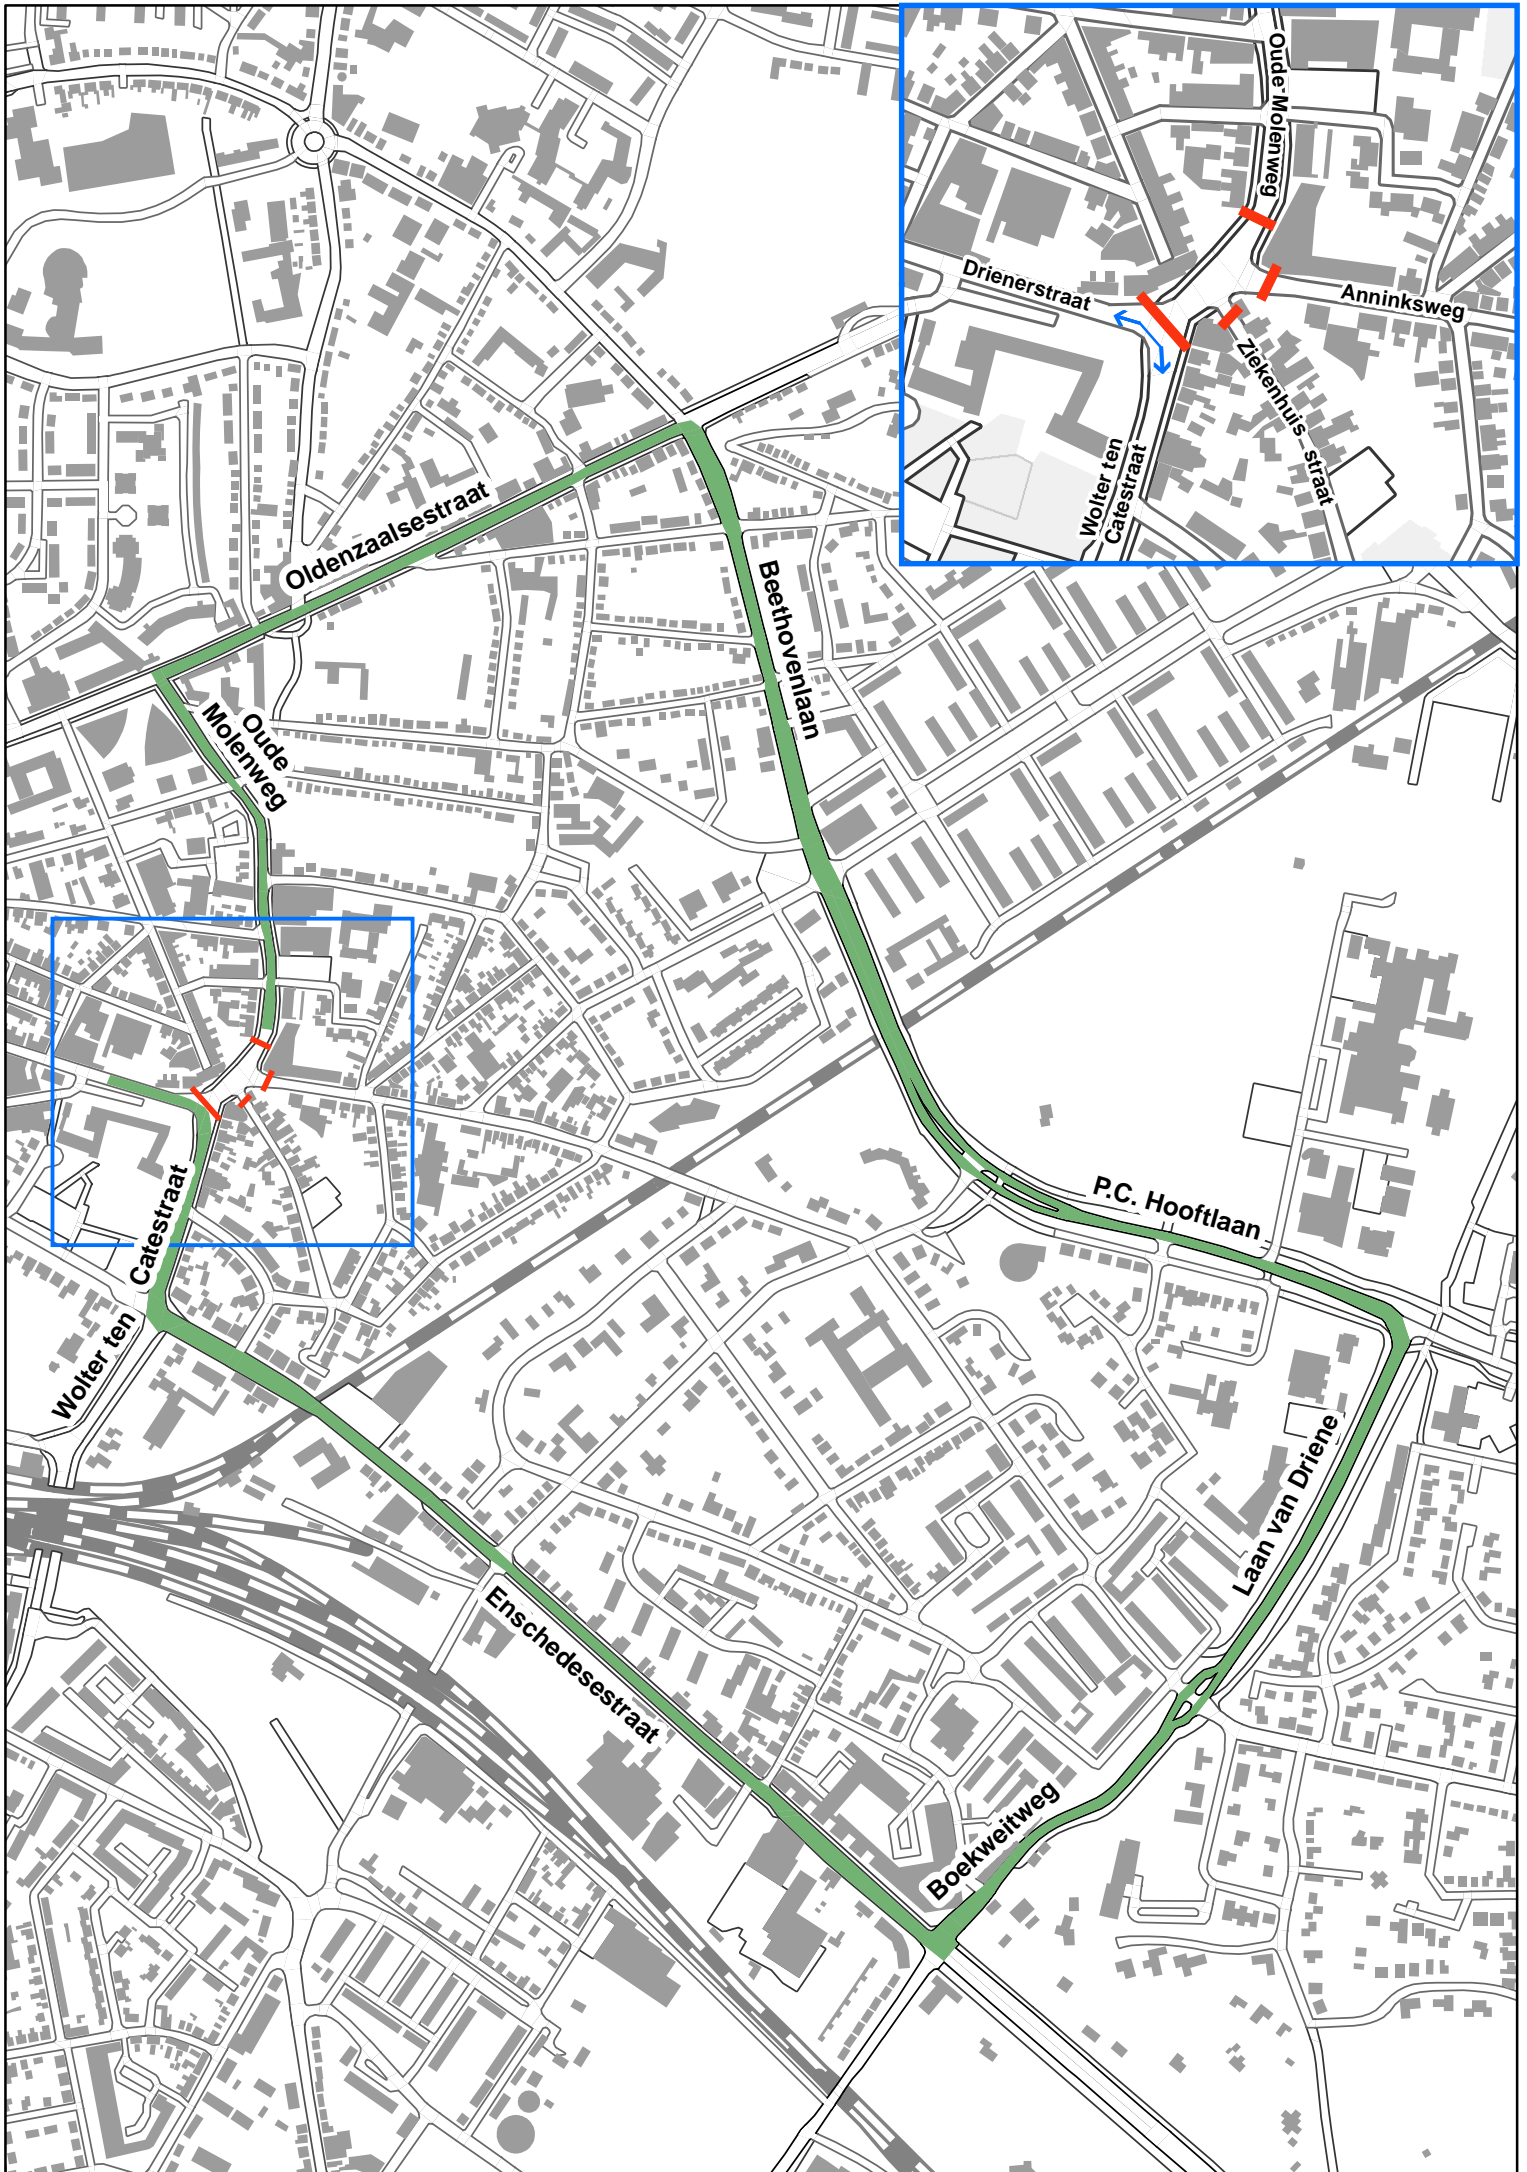 Oude Molenweg
Drienerstraat
Anninksweg
Ziekenhuis- straat
Wolter ten
Catestraat
Oldenzaalsestraat
Beethovenlaan
Oude
Molenweg
P.C. Hooftlaan
Catestraat
Wolter ten
Laan van Driene
Enschedesestraat
Boekweitweg